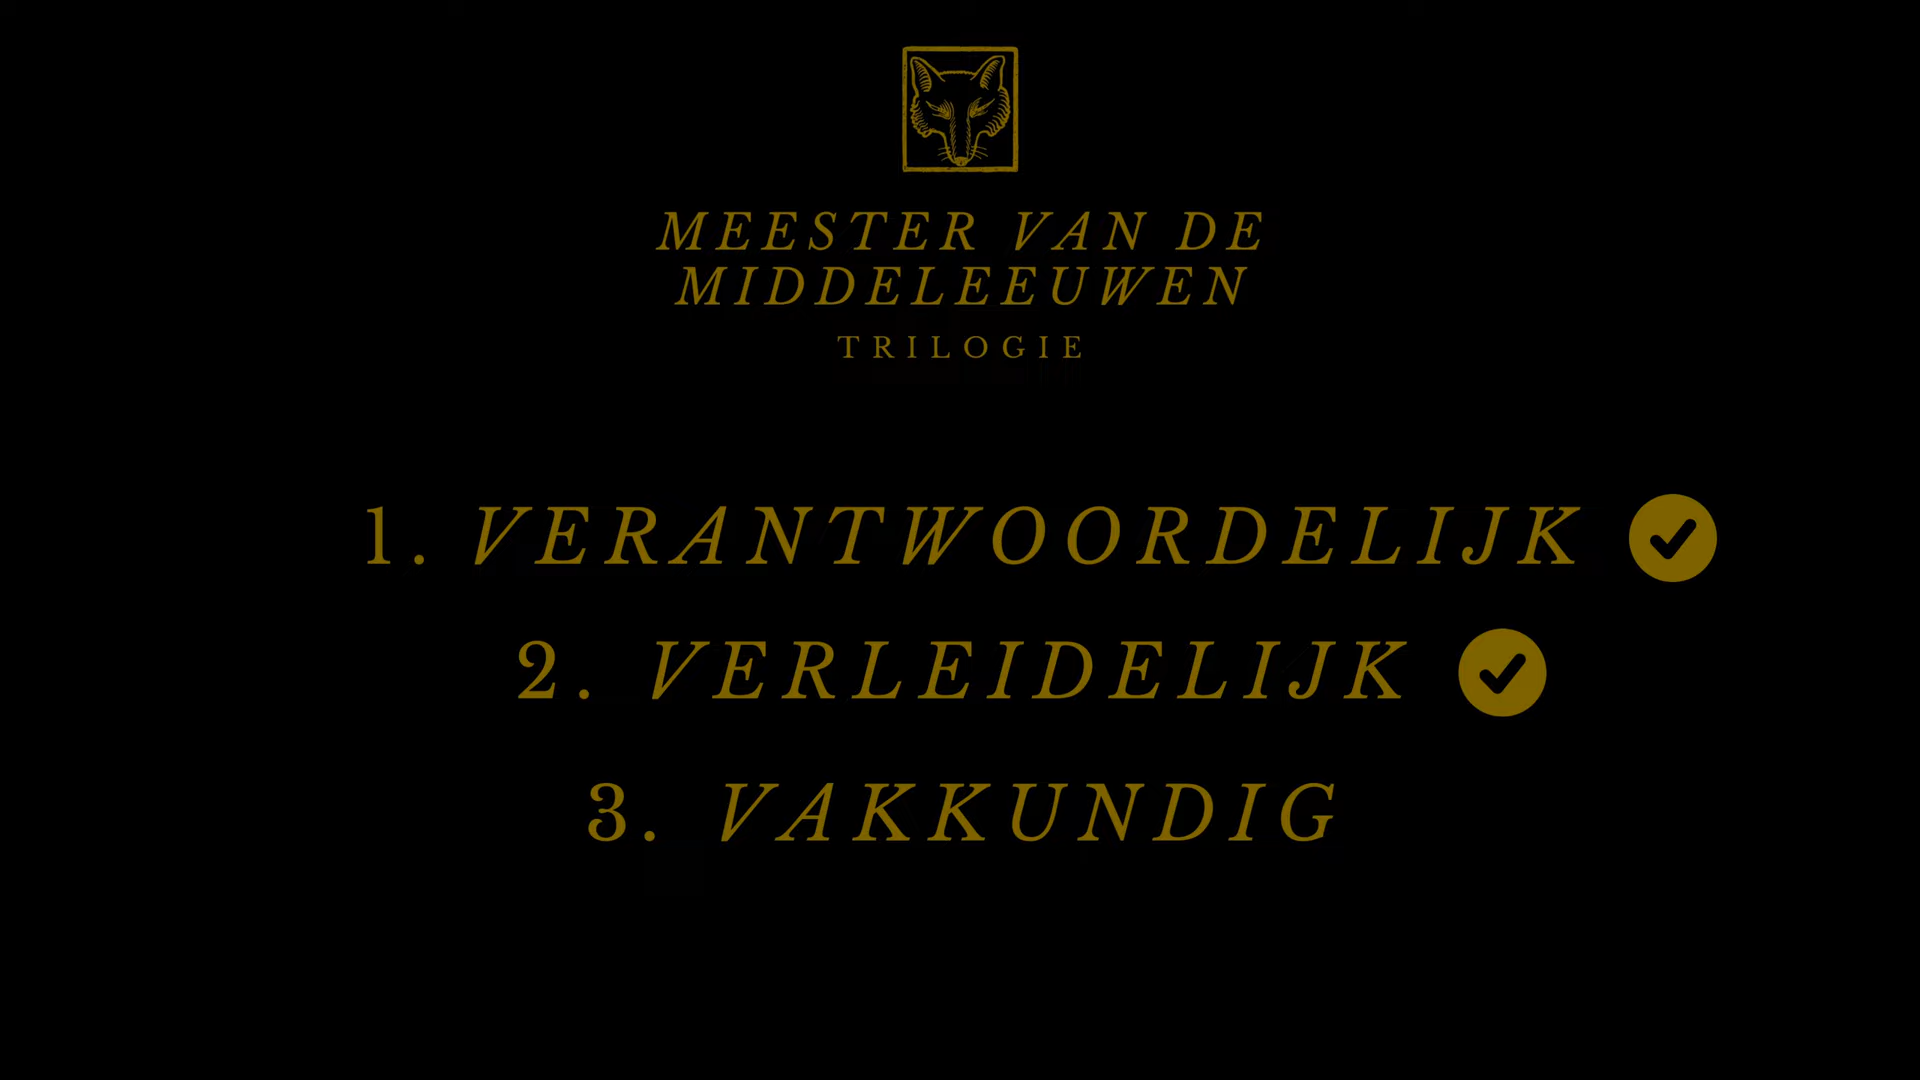 MEESTER VAN DE
MIDDELEEUWEN
TRILOGIE
1. VERANTWOORDELIJK
2. VERLEIDELIJK
3. VAKKUNDIG